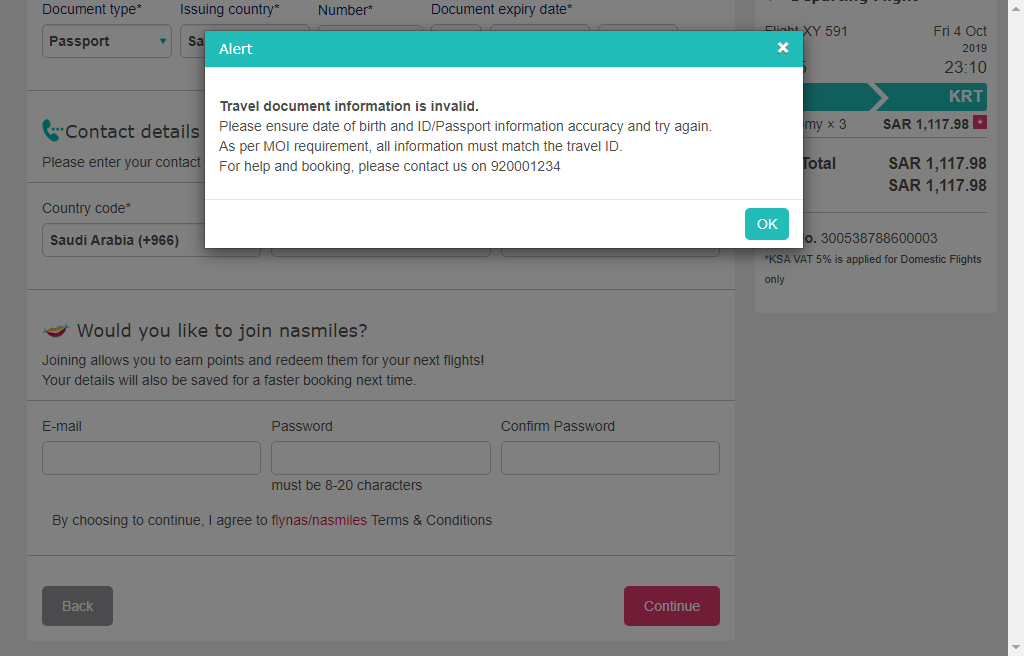 Document type* Issuing country* Number* Document expiry date*
Passport
Alert
Travel document information is invalid.
Please ensure date of birth and ID/Passport information accuracy and try again.
As per MOI requirement, all information must match the travel ID.
For help and booking, please contact us on 920001234
OK
Contact details
Please enter your contact
Country code*
Saudi Arabia (+966)
Would you like to join nasmiles?
Joining allows you to earn points and redeem them for your next flights!
Your details will also be saved for a faster booking next time.
E-mail Password Confirm Password
must be 8-20 characters
By choosing to continue, I agree to flynas/nasmiles Terms & Conditions
Back Continue
Flight XY 591 Fri 4 Oct
2019
23:10
KRT
× 3 SAR 1,117.98
Total SAR 1,117.98
SAR 1,117.98
300538788600003
*KSA VAT 5% is applied for Domestic Flights
only